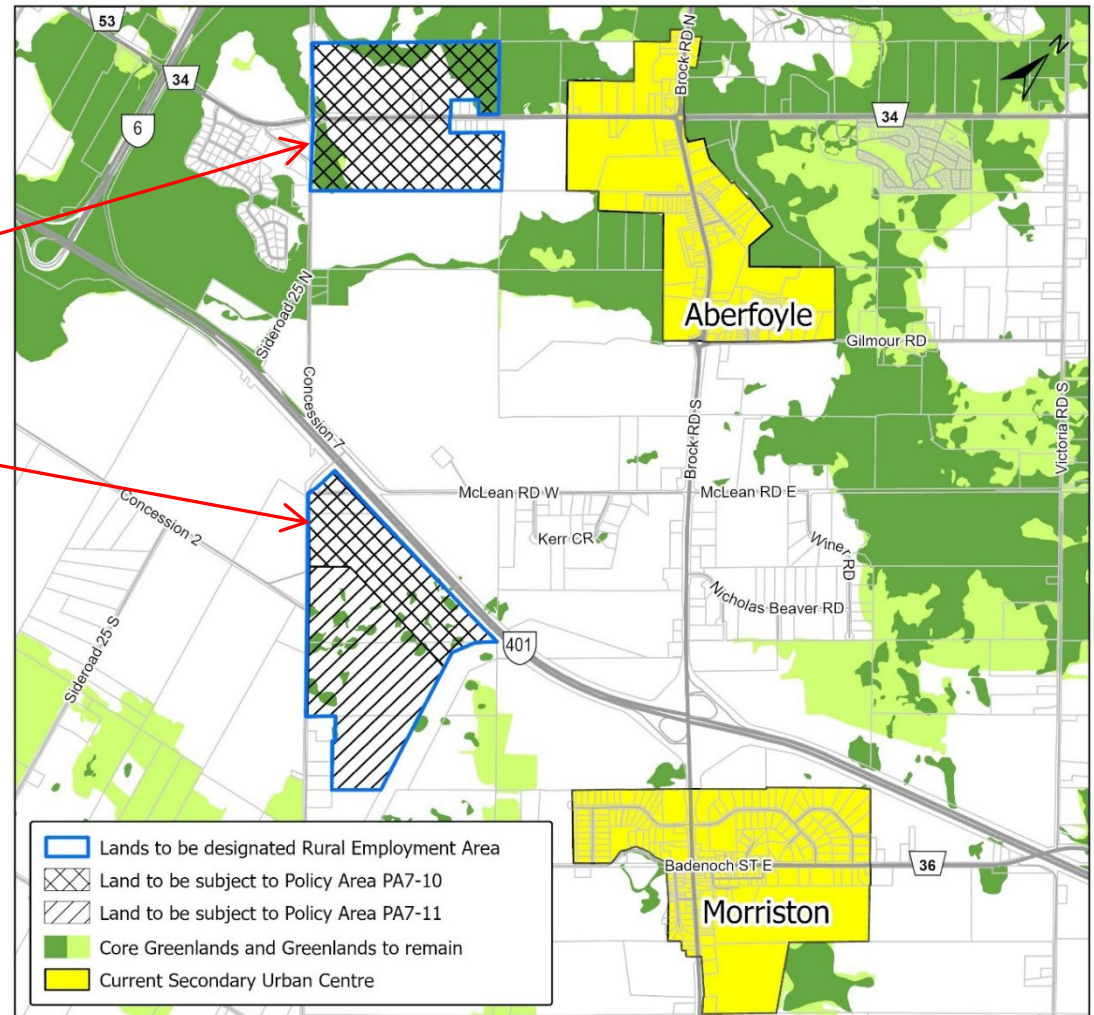 53
34
6
Brock RD N
N
34
Aberfoyle
Gilmour RD
Sideroad 25 N
Concession 7
Brock RD S
Victoria RD S
McLean RD W
McLean RD E
Concession 2
Kerr CR
Winer RD
Nicholas Beaver RD
401
Sideroad 25 S
Badenoch ST E
36
Morriston
Lands to be designated Rural Employment Area
Land to be subject to Policy Area PA7-10
Land to be subject to Policy Area PA7-11
Core Greenlands and Greenlands to remain
Current Secondary Urban Centre